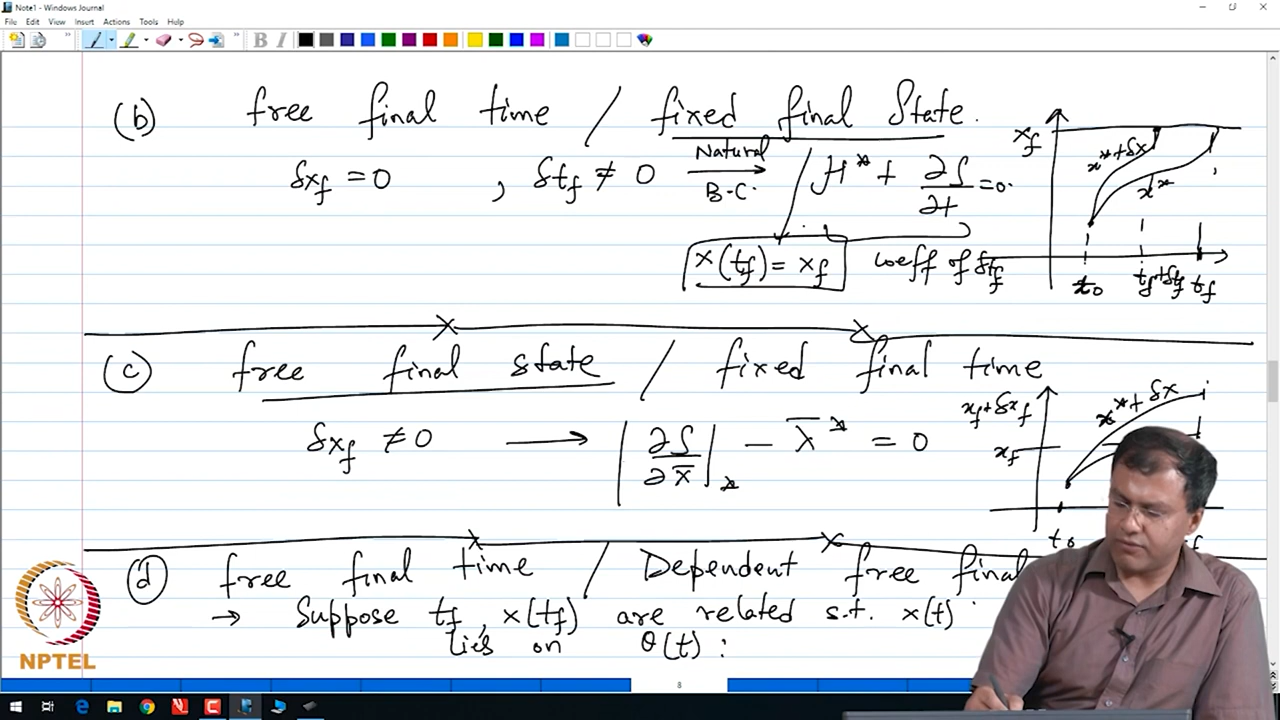 Note1 - Windows Journal
File Edit View Insert Actions Tools Help
B I
(b) free final time / fixed final State.
δx_f = 0 , δt_f ≠ 0 Natural B.C. → H* + ∂S/∂t = 0.
x(t_f) = x_f coeff of δt_f
x_f x*+δx x*
t_0 t_f+δt_f t_f
(c) free final state / fixed final time
δx_f ≠ 0 → ∂S/∂x̄ |_* − λ̄* = 0
x_f+δx_f x*+δx
x_f
t_0
(d) free final time / Dependent free final
→ Suppose t_f, x(t_f) are related s.t. x(t)
lies on θ(t) :
NPTEL
8